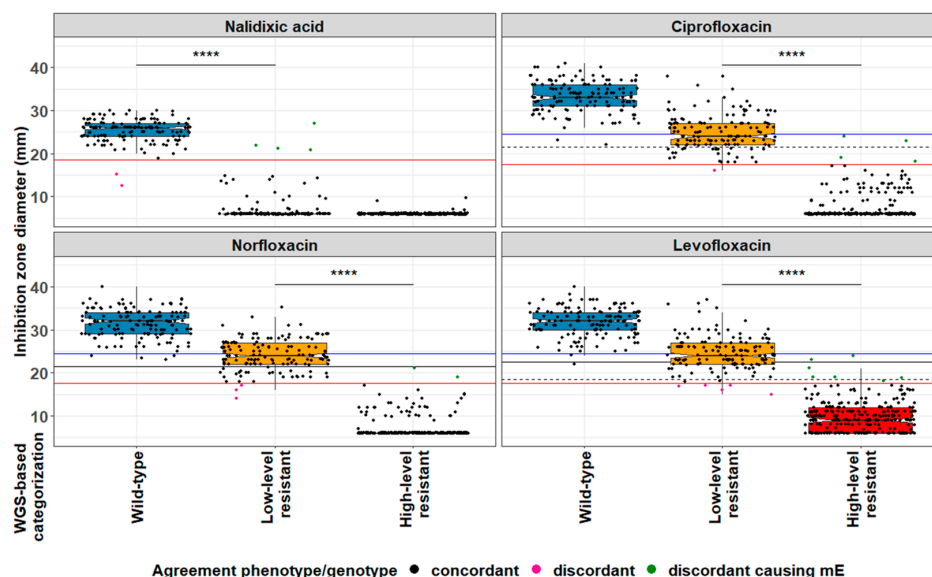 Nalidixic acid
Ciprofloxacin
****
****
40
30
20
10
Norfloxacin
Levofloxacin
****
****
40
30
20
10
Inhibition zone diameter (mm)
WGS-based
categorization
Wild-type
Low-level
resistant
High-level
resistant
Wild-type
Low-level
resistant
High-level
resistant
Agreement phenotype/genotype concordant discordant discordant causing mE